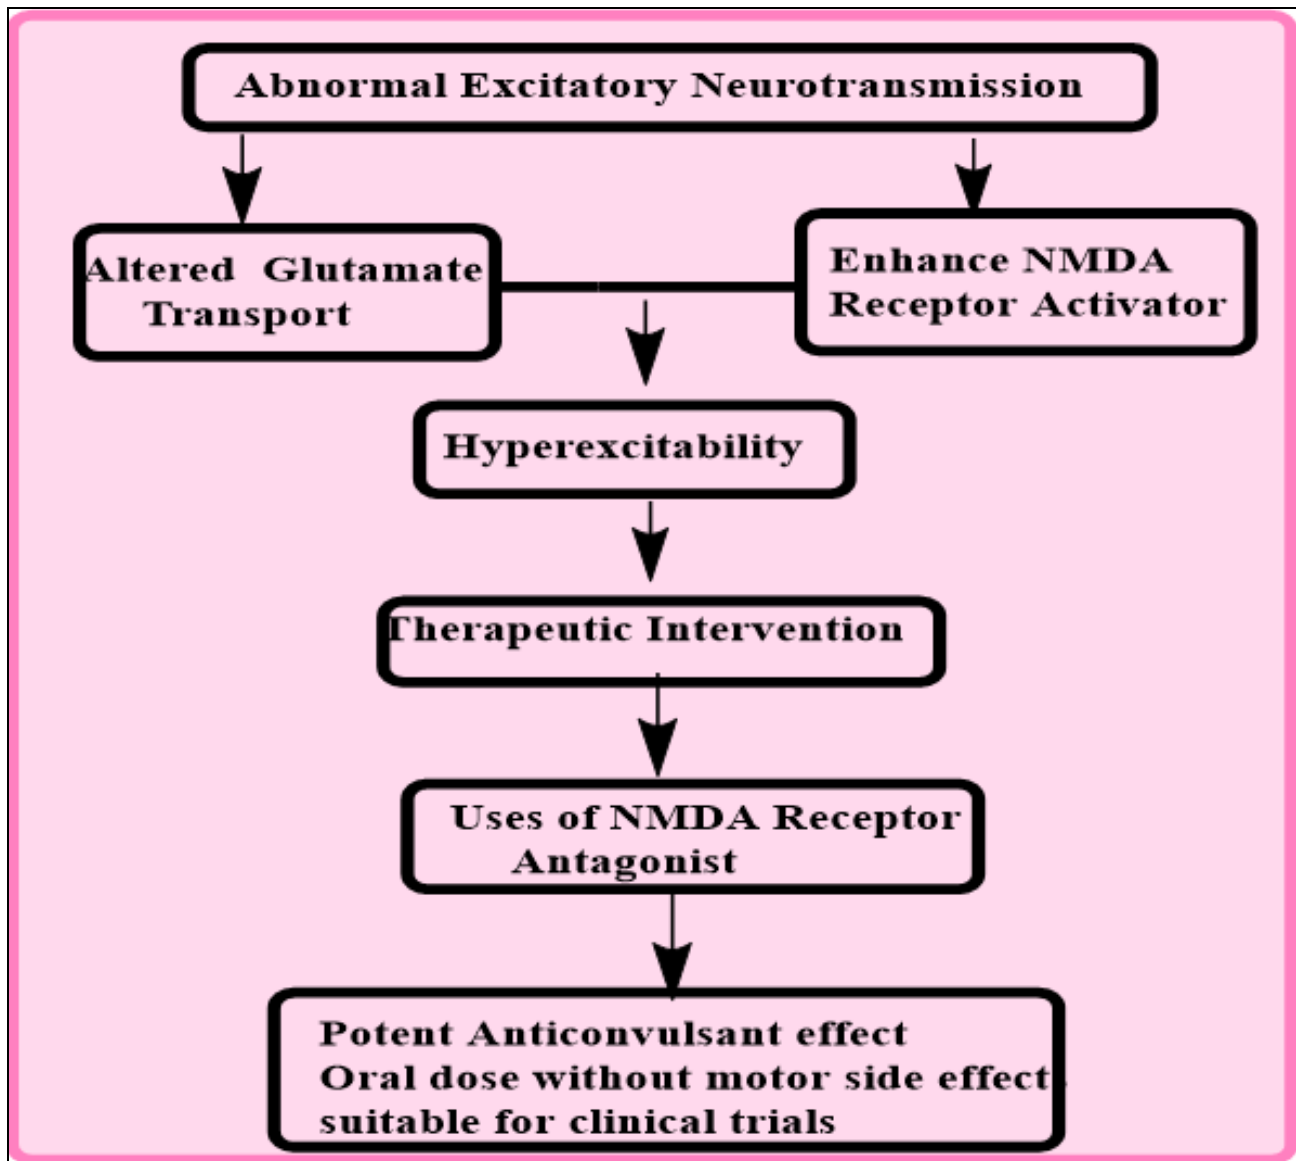 Abnormal Excitatory Neurotransmission
Altered Glutamate
Transport
Enhance NMDA
Receptor Activator
Hyperexcitability
Therapeutic Intervention
Uses of NMDA Receptor
Antagonist
Potent Anticonvulsant effect
Oral dose without motor side effects
suitable for clinical trials